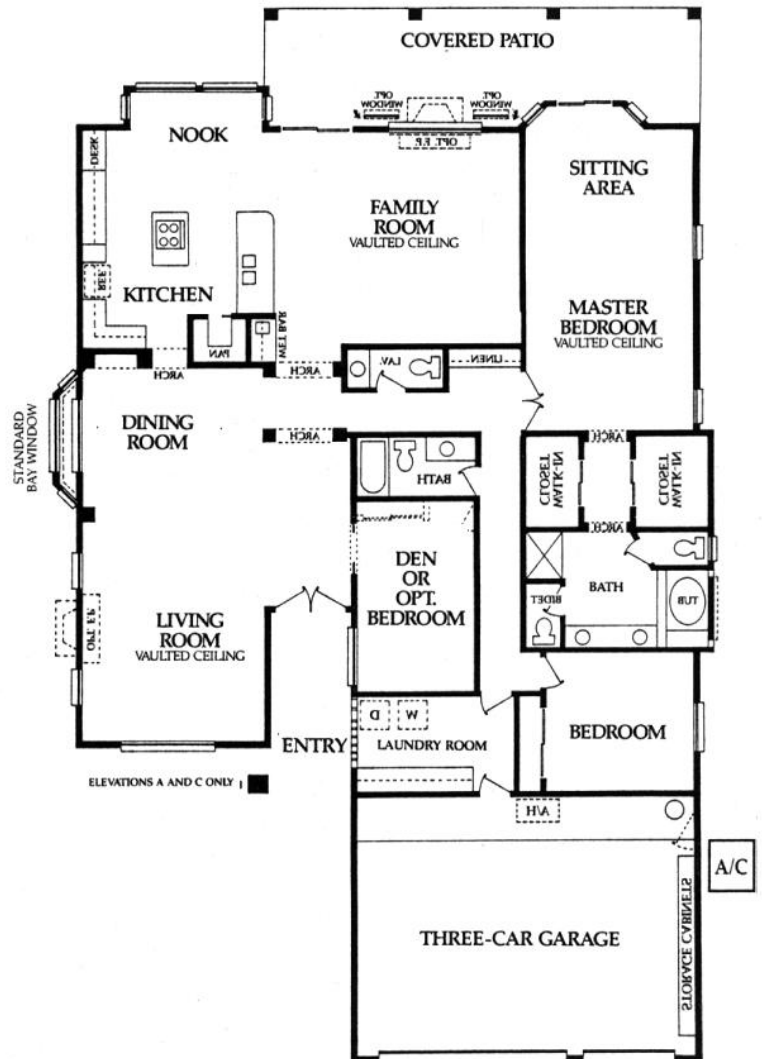 COVERED PATIO
OPT.
WINDOW
OPT.
WINDOW
OPT. F.P.
NOOK
DESK
SITTING
AREA
FAMILY
ROOM
VAULTED CEILING
REF.
KITCHEN
MASTER
BEDROOM
VAULTED CEILING
PAN
WET BAR
LAV.
LINEN
ARCH
ARCH
STANDARD
BAY WINDOW
DINING
ROOM
ARCH
ARCH
BATH
WALK-IN
CLOSET
WALK-IN
CLOSET
ARCH
DEN
OR
OPT.
BEDROOM
BATH
BIDET
TUB
OPT. F.P.
LIVING
ROOM
VAULTED CEILING
D
W
ENTRY
LAUNDRY ROOM
BEDROOM
ELEVATIONS A AND C ONLY
A/H
A/C
THREE-CAR GARAGE
STORAGE CABINETS